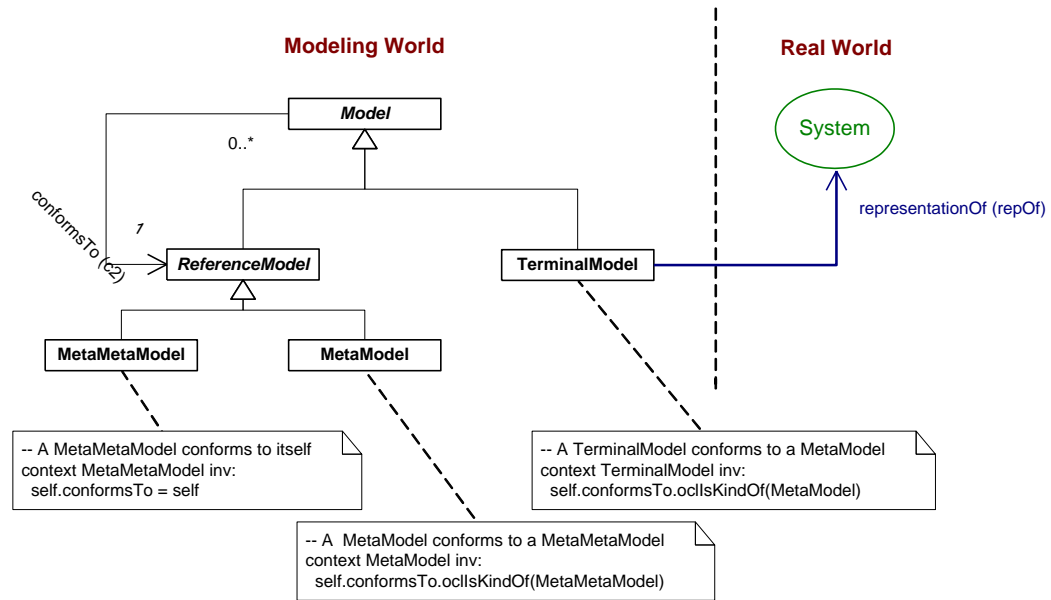 Modeling World
Real World
Model
0..*
System
conformsTo (c2)
1
representationOf (repOf)
ReferenceModel
TerminalModel
MetaMetaModel
MetaModel
-- A MetaMetaModel conforms to itself
context MetaMetaModel inv:
self.conformsTo = self
-- A TerminalModel conforms to a MetaModel
context TerminalModel inv:
self.conformsTo.oclIsKindOf(MetaModel)
-- A  MetaModel conforms to a MetaMetaModel
context MetaModel inv:
self.conformsTo.oclIsKindOf(MetaMetaModel)